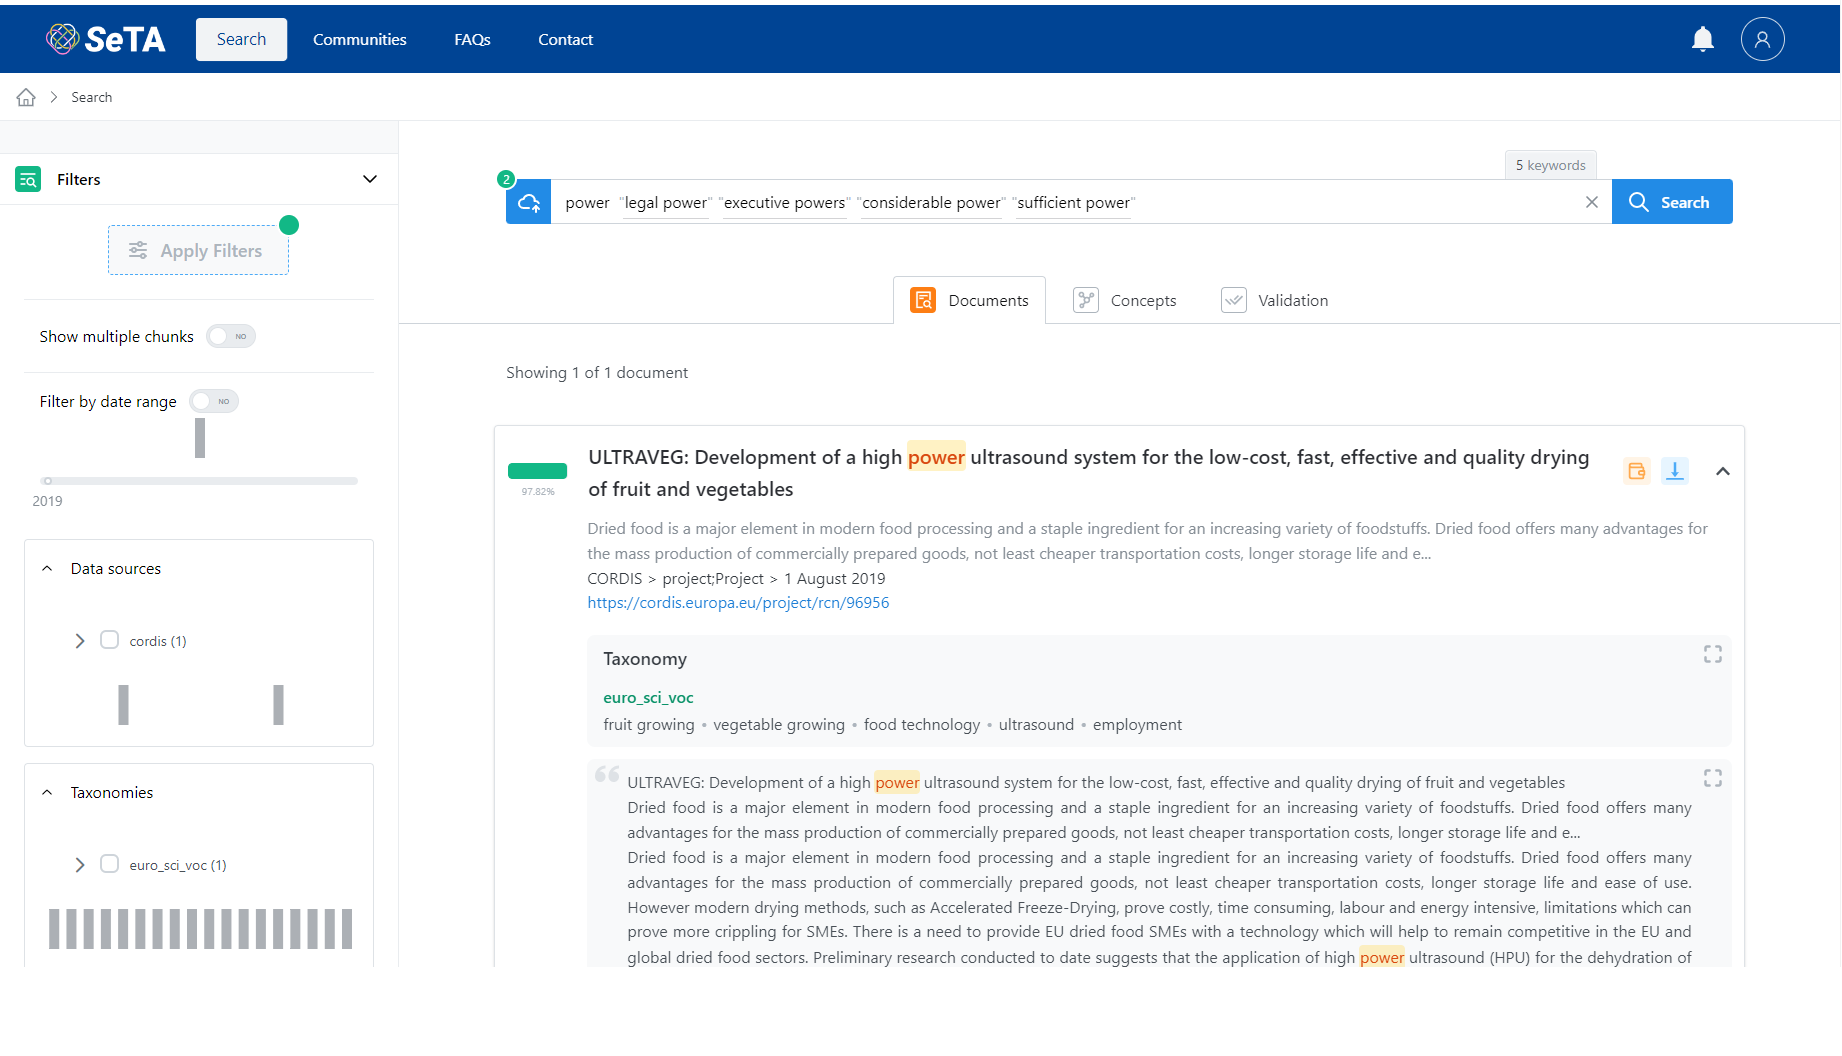 SeTA
Search
Communities
FAQs
Contact
Search
Filters
Apply Filters
Show multiple chunks
NO
Filter by date range
NO
2019
Data sources
cordis (1)
Taxonomies
euro_sci_voc (1)
5 keywords
2
power "legal power" "executive powers" "considerable power" "sufficient power"
Search
Documents
Concepts
Validation
Showing 1 of 1 document
97.82%
ULTRAVEG: Development of a high power ultrasound system for the low-cost, fast, effective and quality drying
of fruit and vegetables
Dried food is a major element in modern food processing and a staple ingredient for an increasing variety of foodstuffs. Dried food offers many advantages for
the mass production of commercially prepared goods, not least cheaper transportation costs, longer storage life and e...
CORDIS > project;Project > 1 August 2019
https://cordis.europa.eu/project/rcn/96956
Taxonomy
euro_sci_voc
fruit growing • vegetable growing • food technology • ultrasound • employment
ULTRAVEG: Development of a high power ultrasound system for the low-cost, fast, effective and quality drying of fruit and vegetables
Dried food is a major element in modern food processing and a staple ingredient for an increasing variety of foodstuffs. Dried food offers many
advantages for the mass production of commercially prepared goods, not least cheaper transportation costs, longer storage life and e...
Dried food is a major element in modern food processing and a staple ingredient for an increasing variety of foodstuffs. Dried food offers many
advantages for the mass production of commercially prepared goods, not least cheaper transportation costs, longer storage life and ease of use.
However modern drying methods, such as Accelerated Freeze-Drying, prove costly, time consuming, labour and energy intensive, limitations which can
prove more crippling for SMEs. There is a need to provide EU dried food SMEs with a technology which will help to remain competitive in the EU and
global dried food sectors. Preliminary research conducted to date suggests that the application of high power ultrasound (HPU) for the dehydration of